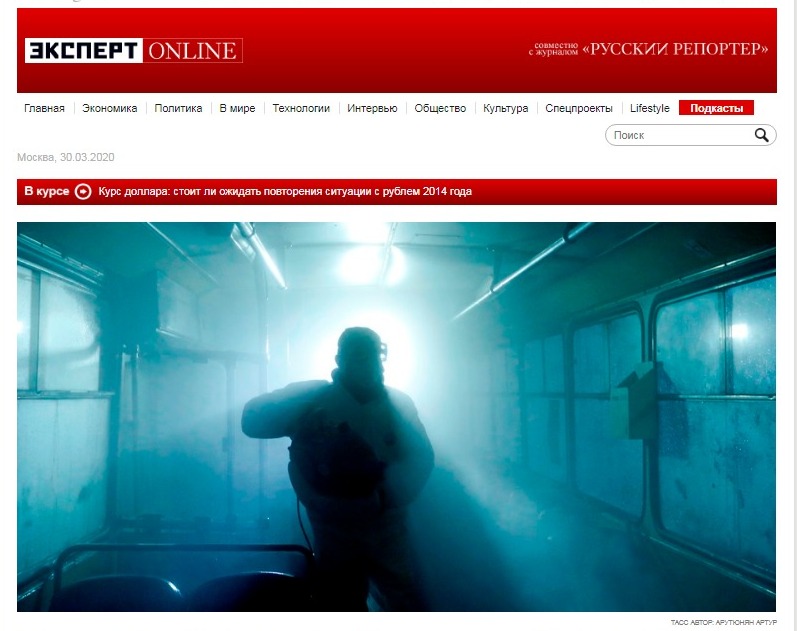 ЭКСПЕРТ ONLINE
совместно
с журналом «РУССКИЙ РЕПОРТЕР»
Главная Экономика Политика В мире Технологии Интервью Общество Культура Спецпроекты Lifestyle Подкасты
Поиск
Москва, 30.03.2020
В курсе Курс доллара: стоит ли ожидать повторения ситуации с рублем 2014 года
ТАСС АВТОР: АРУТЮНЯН АРТУР